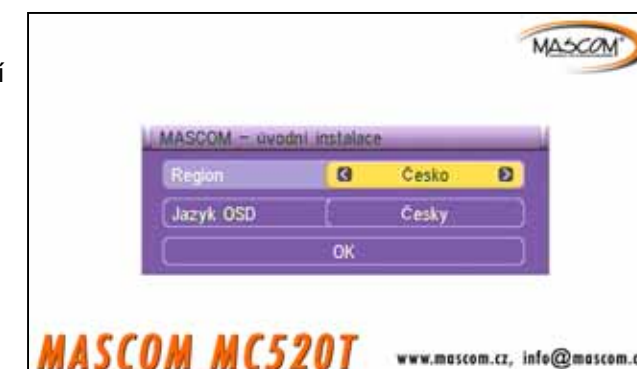 í
MASCOM
MASCOM - úvodní instalace
Region Česko
Jazyk OSD Česky
OK
MASCOM MC520T www.mascom.cz, info@mascom.c